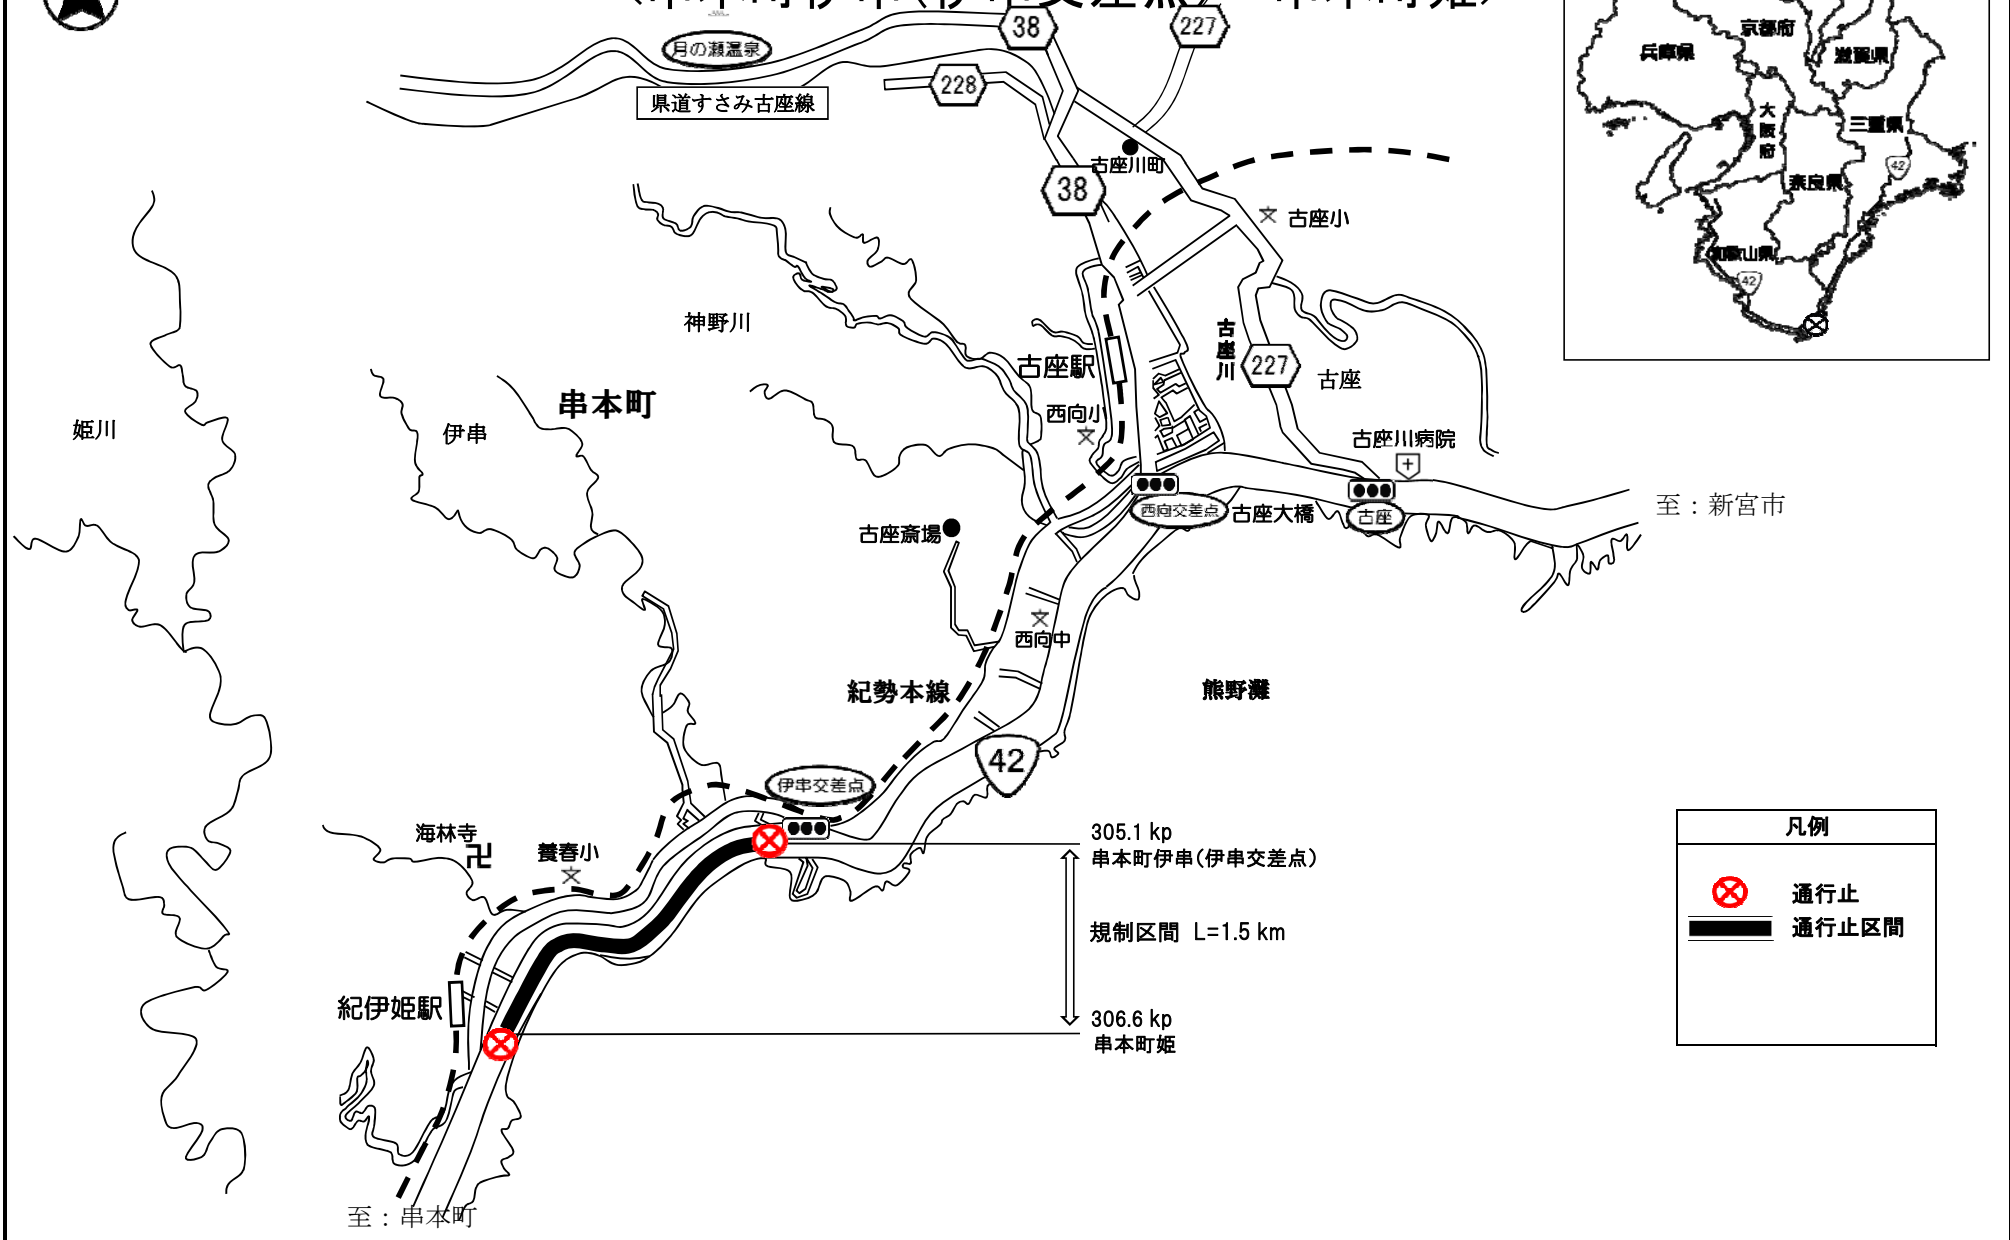 38
227
月の瀬温泉
228
県道すさみ古座線
古座川町
38
古座小
神野川
古座川
227
古座
古座駅
西向小
串本町
姫川
伊串
古座川病院
西向交差点
古座大橋
古座
至：新宮市
古座斎場
西向中
紀勢本線
熊野灘
42
伊串交差点
海林寺
卍
養春小
305.1 kp
串本町伊串(伊串交差点)
規制区間 L=1.5 km
紀伊姫駅
306.6 kp
串本町姫
至：串本町
京都府
兵庫県
滋賀県
大阪府
三重県
42
奈良県
和歌山県
42
凡例
通行止
通行止区間